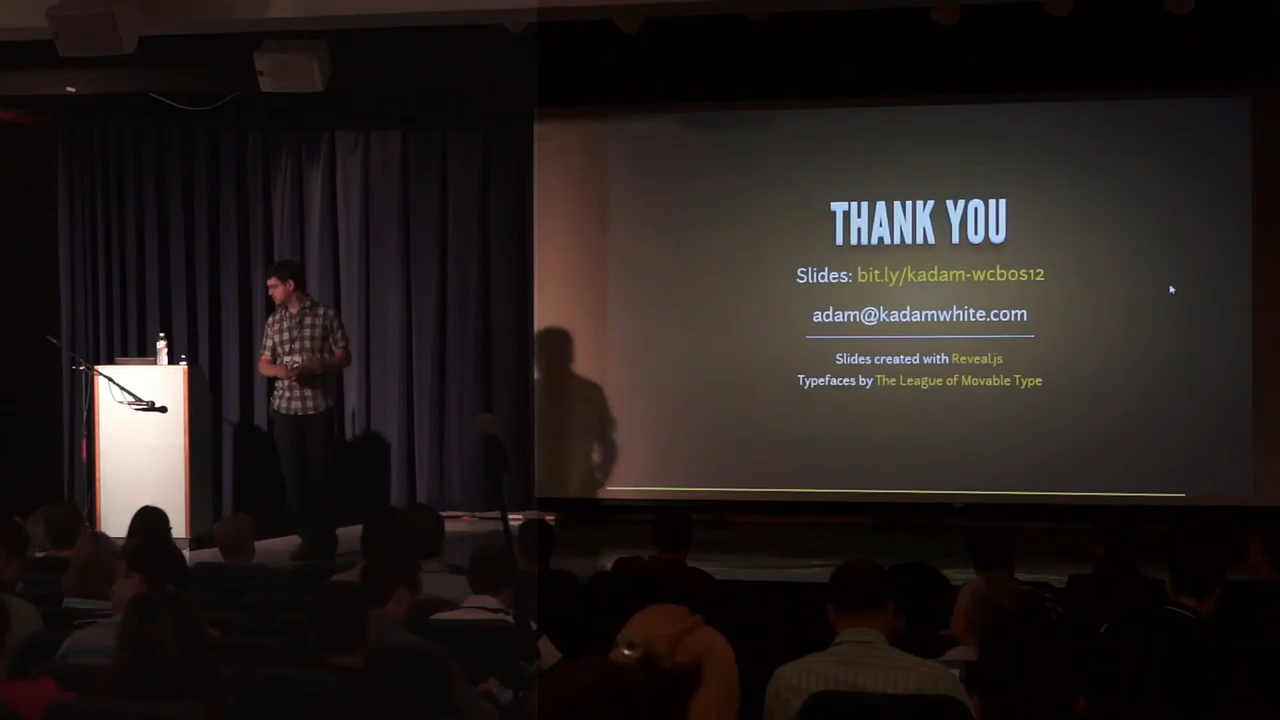 THANK YOU
Slides: bit.ly/kadam-wcbos12
adam@kadamwhite.com
Slides created with Reveal.js
Typefaces by The League of Movable Type